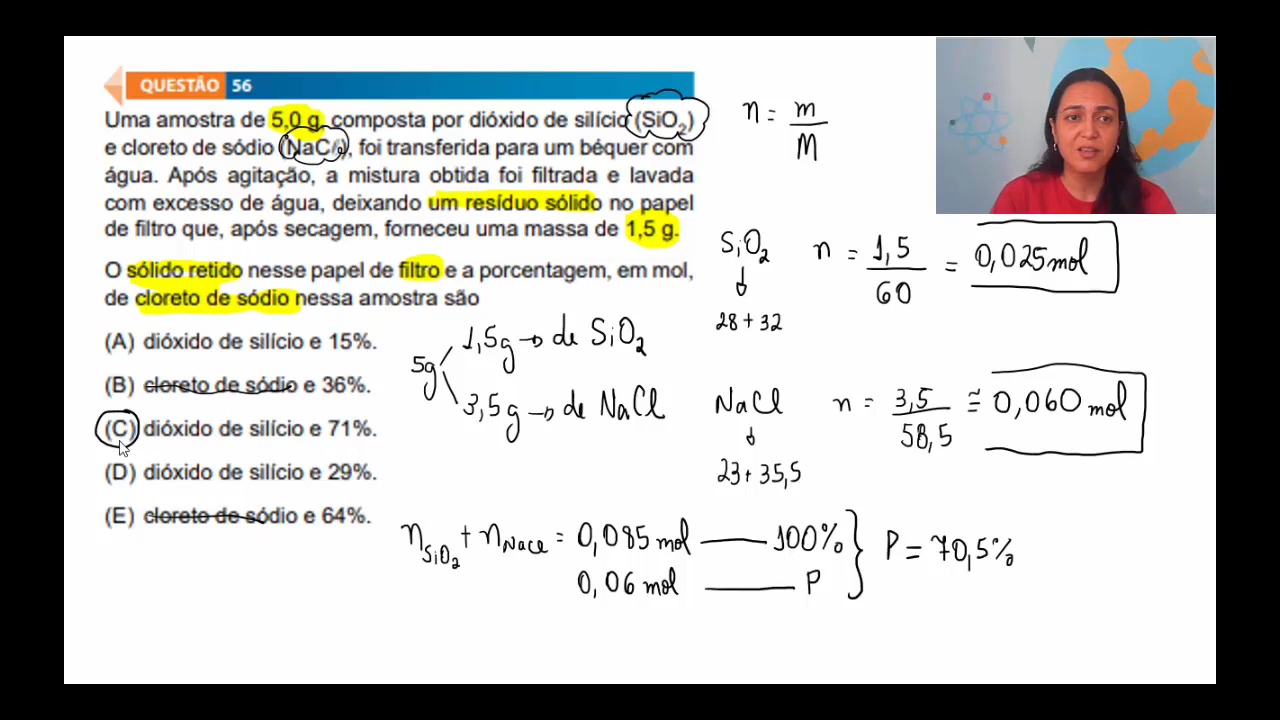 QUESTÃO 56
Uma amostra de 5,0 g, composta por dióxido de silício (SiO₂)
e cloreto de sódio (NaCl), foi transferida para um béquer com
água. Após agitação, a mistura obtida foi filtrada e lavada
com excesso de água, deixando um resíduo sólido no papel
de filtro que, após secagem, forneceu uma massa de 1,5 g.
O sólido retido nesse papel de filtro e a porcentagem, em mol,
de cloreto de sódio nessa amostra são
(A) dióxido de silício e 15%.
(B) cloreto de sódio e 36%.
(C) dióxido de silício e 71%.
(D) dióxido de silício e 29%.
(E) cloreto de sódio e 64%.
5g
1,5g → de SiO₂
3,5g → de NaCl
n = m/M
SiO₂
↓
28 + 32
n = 1,5/60 = 0,025 mol
NaCl
↓
23 + 35,5
n = 3,5/58,5 ≅ 0,060 mol
n SiO₂ + n NaCl = 0,085 mol — 100%
0,06 mol — P
P = 70,5%